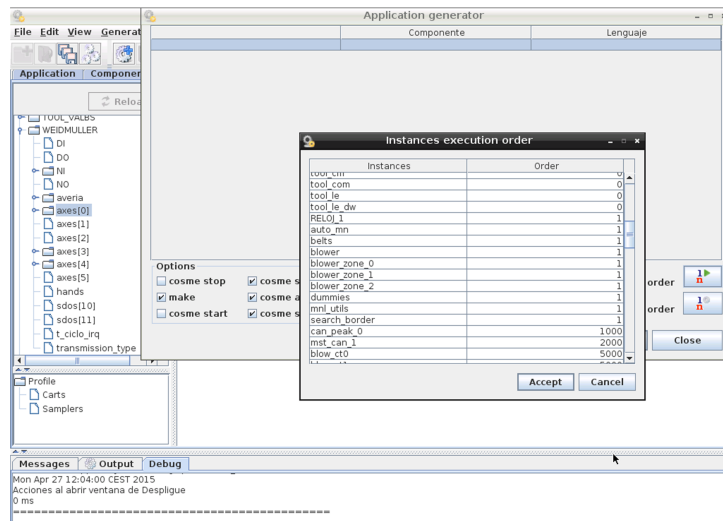 Application generator
File Edit View Generat
Application Componer
Reloa
TOOL_VALBS
WEIDMULLER
DI
DO
NI
NO
averia
axes[0]
axes[1]
axes[2]
axes[3]
axes[4]
axes[5]
hands
sdos[10]
sdos[11]
t_ciclo_irq
transmission_type
Profile
Carts
Samplers
Componente Lenguaje
Options
cosme stop cosme s
make cosme a
cosme start cosme s
order
order
Close
Instances execution order
Instances Order
tool_cm 0
tool_com 0
tool_le 0
tool_le_dw 0
RELOJ_1 1
auto_mn 1
belts 1
blower 1
blower_zone_0 1
blower_zone_1 1
blower_zone_2 1
dummies 1
mnl_utils 1
search_border 1
can_peak_0 1000
mst_can_1 2000
blow_ct0 5000
Accept Cancel
Messages Output Debug
Mon Apr 27 12:04:00 CEST 2015
Acciones al abrir ventana de Despligue
0 ms
=============================================